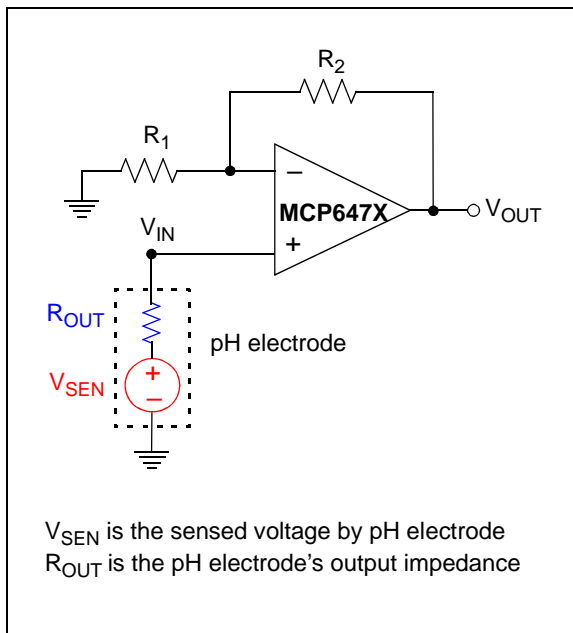 R2
R1
−
MCP647X
VOUT
VIN
+
ROUT
pH electrode
+
VSEN
−
VSEN is the sensed voltage by pH electrode
ROUT is the pH electrode's output impedance